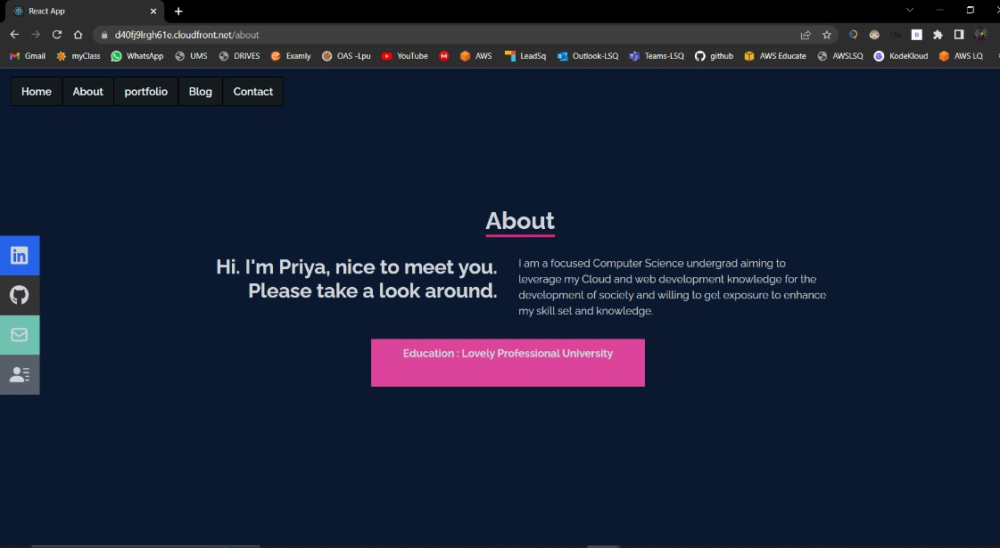 React App
d40fj9lrgh61e.cloudfront.net/about
Gmail myClass WhatsApp UMS DRIVES Examly OAS -Lpu YouTube AWS LeadSq Outlook-LSQ Teams-LSQ github AWS Educate AWSLSQ KodeKloud AWS LQ
Home About portfolio Blog Contact
About
Hi. I'm Priya, nice to meet you.
Please take a look around.
I am a focused Computer Science undergrad aiming to
leverage my Cloud and web development knowledge for the
development of society and willing to get exposure to enhance
my skill set and knowledge.
in
Education : Lovely Professional University